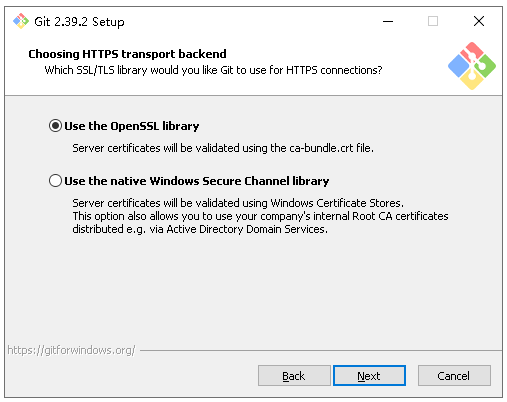 Git 2.39.2 Setup
Choosing HTTPS transport backend
Which SSL/TLS library would you like Git to use for HTTPS connections?
Use the OpenSSL library
Server certificates will be validated using the ca-bundle.crt file.
Use the native Windows Secure Channel library
Server certificates will be validated using Windows Certificate Stores.
This option also allows you to use your company's internal Root CA certificates
distributed e.g. via Active Directory Domain Services.
https://gitforwindows.org/
Back Next Cancel